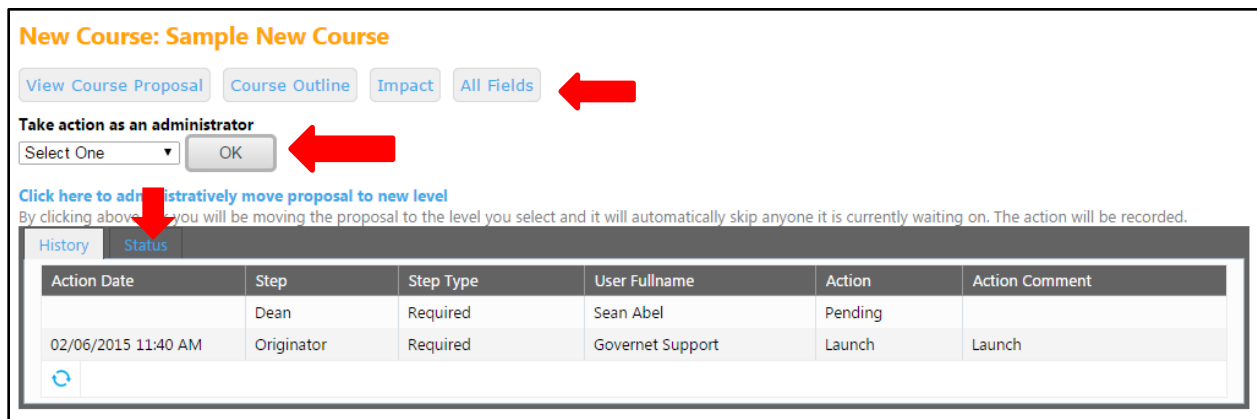 New Course: Sample New Course
View Course Proposal Course Outline Impact All Fields
Take action as an administrator
Select One OK
Click here to administratively move proposal to new level
By clicking above you will be moving the proposal to the level you select and it will automatically skip anyone it is currently waiting on. The action will be recorded.
History Status
Action Date Step Step Type User Fullname Action Action Comment
Dean Required Sean Abel Pending
02/06/2015 11:40 AM Originator Required Governet Support Launch Launch